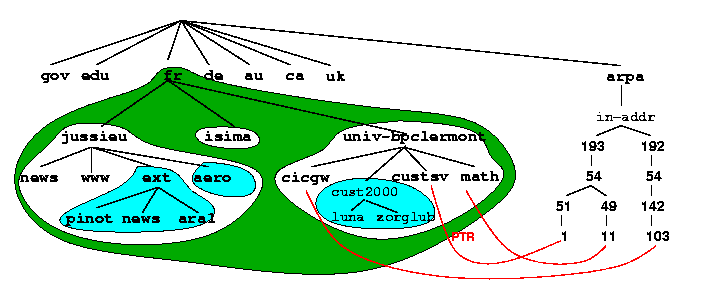 gov edu fr de au ca uk arpa
in-addr
jussieu isima univ-bpclermont 193 192
news www ext aero cicgw custsv math 54 54
cust2000
pinot news aral luna zorglub 51 49 142
PTR 1 11 103